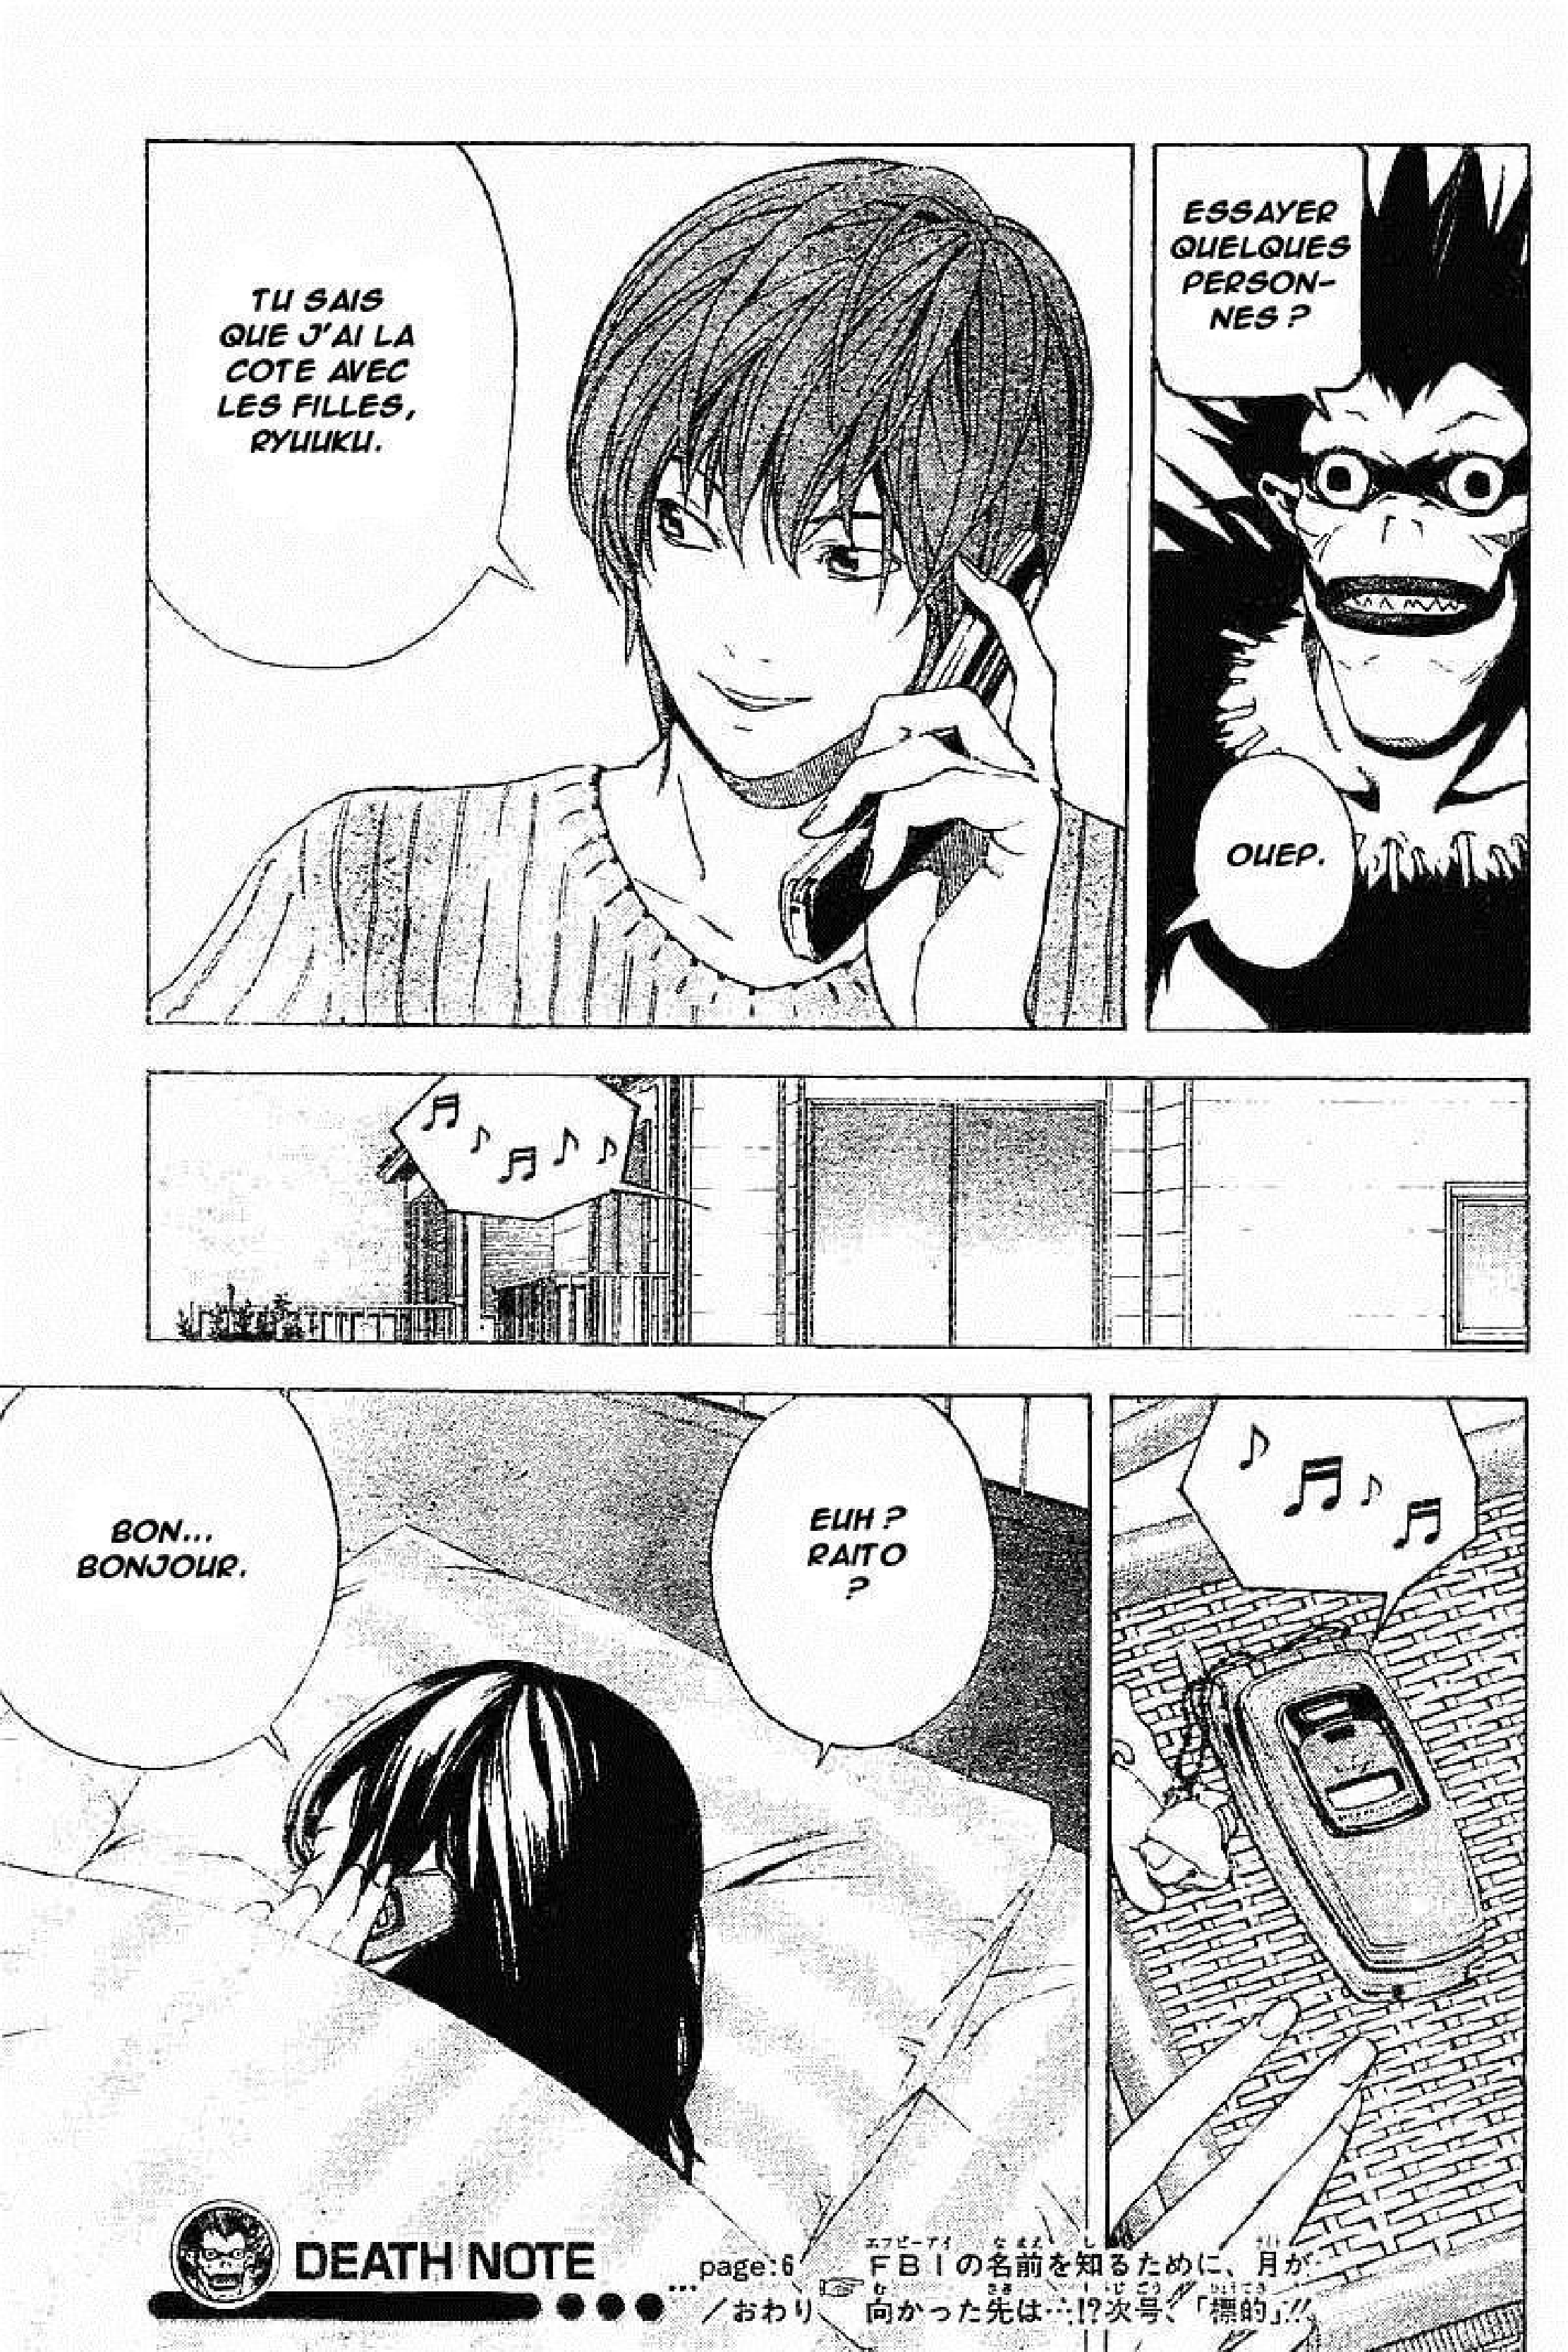 ESSAYER
QUELQUES
PERSON-
NES ?
OUEP.
TU SAIS
QUE J'AI LA
COTE AVEC
LES FILLES,
RYUUKU.
EUH ?
RAITO
?
BON...
BONJOUR.
DEATH NOTE
...page:6
/おわり
FBIの名前を知るために、月が
向かった先は…!?次号、「標的」!!